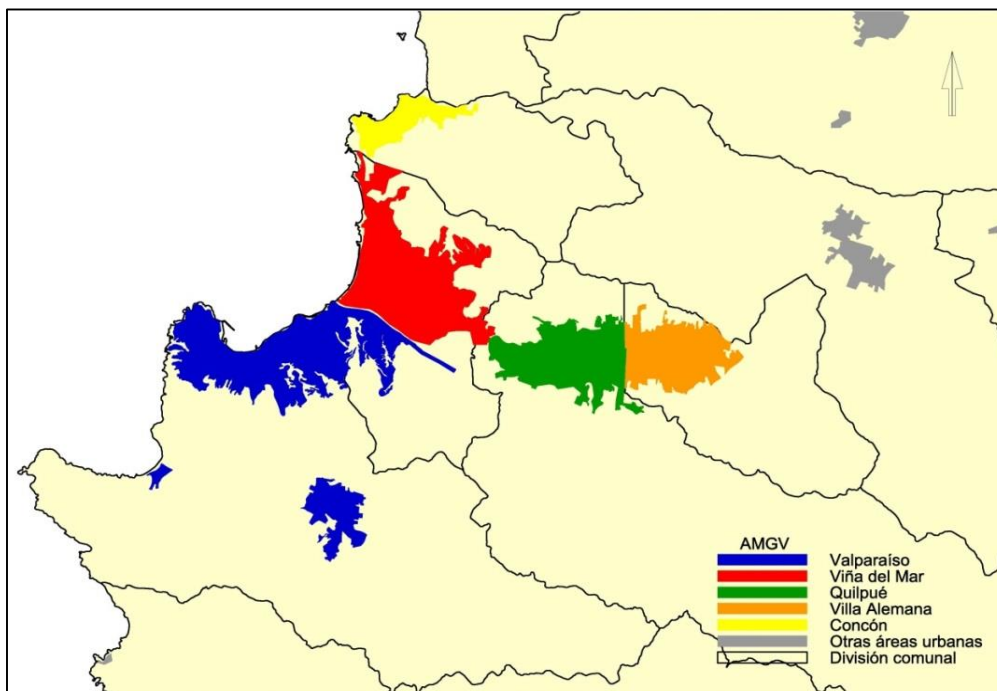 AMGV
Valparaíso
Viña del Mar
Quilpué
Villa Alemana
Concón
Otras áreas urbanas
División comunal